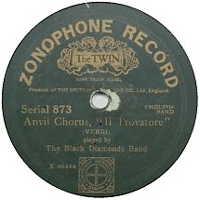 ZONOPHONE RECORD
The TWIN
Serial 873
ENGLISH
BAND
Anvil Chorus, "Il Trovatore"
(VERDI)
played by
The Black Diamonds Band